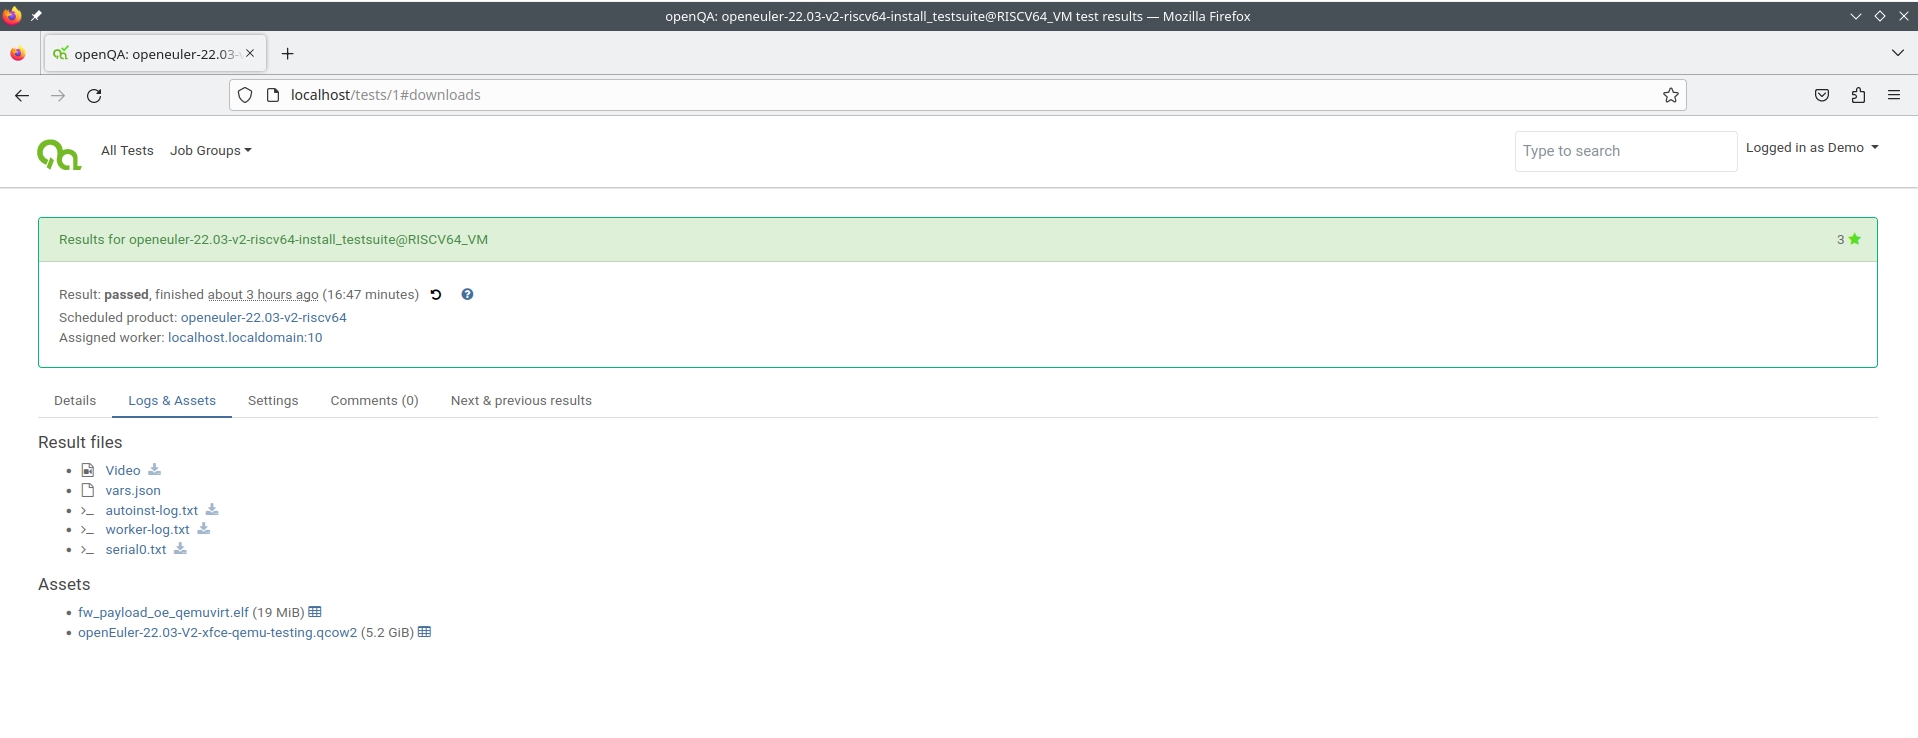 openQA: openeuler-22.03-v2-riscv64-install_testsuite@RISCV64_VM test results — Mozilla Firefox
openQA: openeuler-22.03-
localhost/tests/1#downloads
All Tests Job Groups Type to search Logged in as Demo
Results for openeuler-22.03-v2-riscv64-install_testsuite@RISCV64_VM 3
Result: passed, finished about 3 hours ago (16:47 minutes)
Scheduled product: openeuler-22.03-v2-riscv64
Assigned worker: localhost.localdomain:10
Details Logs & Assets Settings Comments (0) Next & previous results
Result files
Video
vars.json
autoinst-log.txt
worker-log.txt
serial0.txt
Assets
fw_payload_oe_qemuvirt.elf (19 MiB)
openEuler-22.03-V2-xfce-qemu-testing.qcow2 (5.2 GiB)